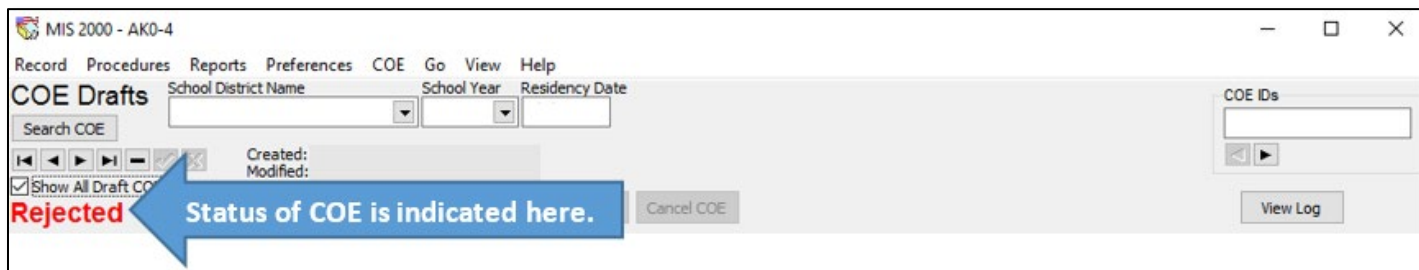 MIS 2000 - AK0-4
Record Procedures Reports Preferences COE Go View Help
COE Drafts School District Name School Year Residency Date COE IDs
Search COE
Created:
Modified:
Show All Draft
Rejected Status of COE is indicated here. Cancel COE View Log